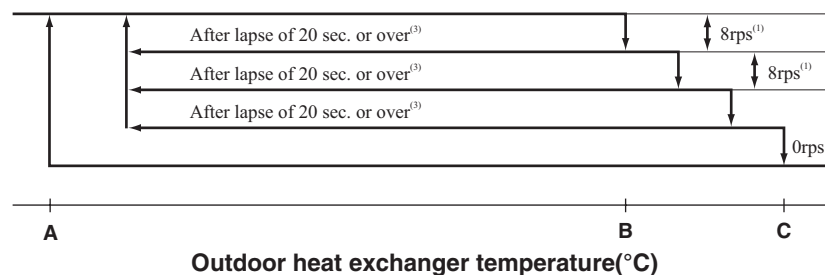 After lapse of 20 sec. or over(3)
8rps(1)
After lapse of 20 sec. or over(3)
8rps(1)
After lapse of 20 sec. or over(3)
0rps
A B C
Outdoor heat exchanger temperature(°C)